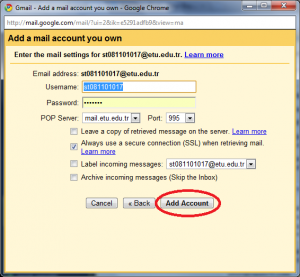 Gmail - Add a mail account you own - Google Chrome
http://mail.google.com/mail/?ui=2&ik=e5291adf69&view=ma
Add a mail account you own
Enter the mail settings for st081101017@etu.edu.tr. Learn more
Email address: st081101017@etu.edu.tr
Username: st081101017
Password: •••••••
POP Server: mail.etu.edu.tr Port: 995
Leave a copy of retrieved message on the server. Learn more
Always use a secure connection (SSL) when retrieving mail.
Learn more
Label incoming messages: st081101017@etu.edu.tr
Archive incoming messages (Skip the Inbox)
Cancel « Back Add Account